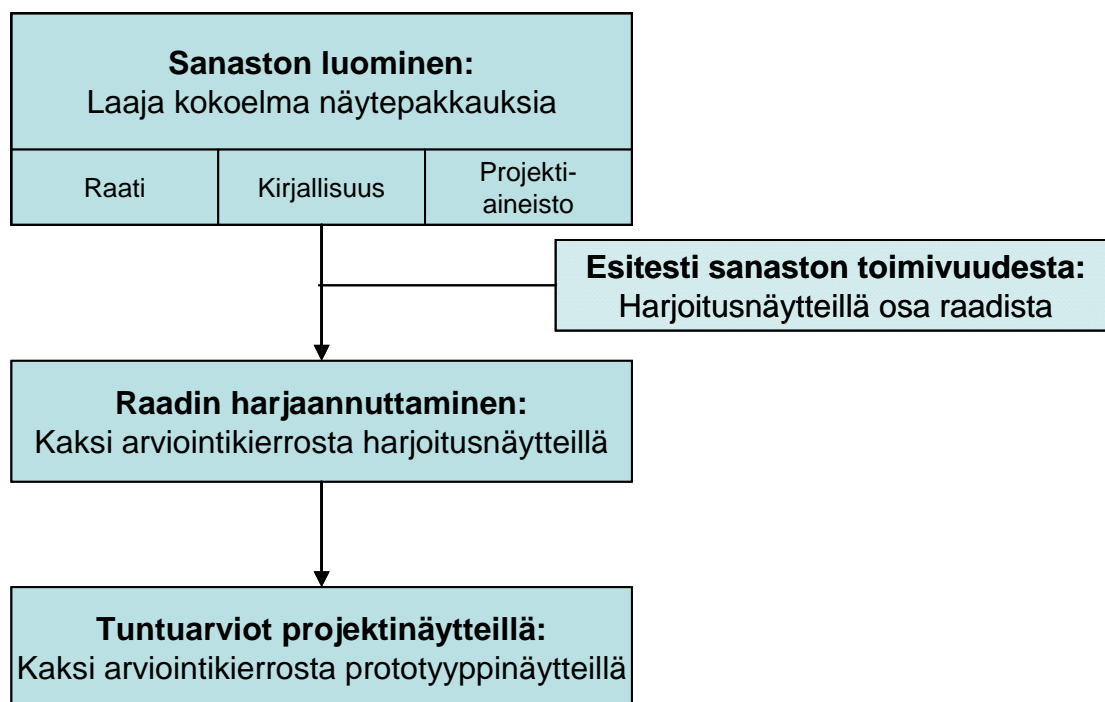 Sanaston luominen:
Laaja kokoelma näytepakkauksia
Raati
Kirjallisuus
Projekti-
aineisto
Esitesti sanaston toimivuudesta:
Harjoitusnäytteillä osa raadista
Raadin harjaannuttaminen:
Kaksi arviointikierrosta harjoitusnäytteillä
Tuntuarviot projektinäytteillä:
Kaksi arviointikierrosta prototyyppinäytteillä